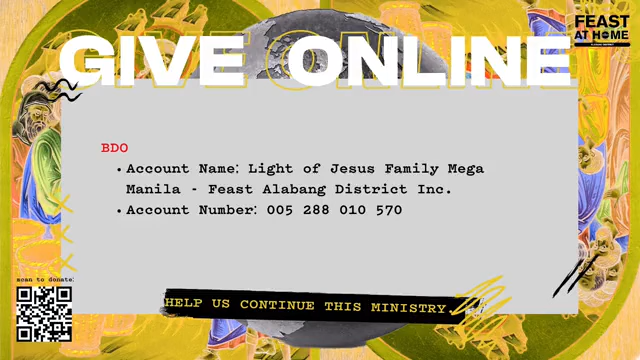 FEAST
AT HOME
GIVE ONLINE
BDO
• Account Name: Light of Jesus Family Mega
Manila - Feast Alabang District Inc.
• Account Number: 005 288 010 570
scan to donate:
HELP US CONTINUE THIS MINISTRY